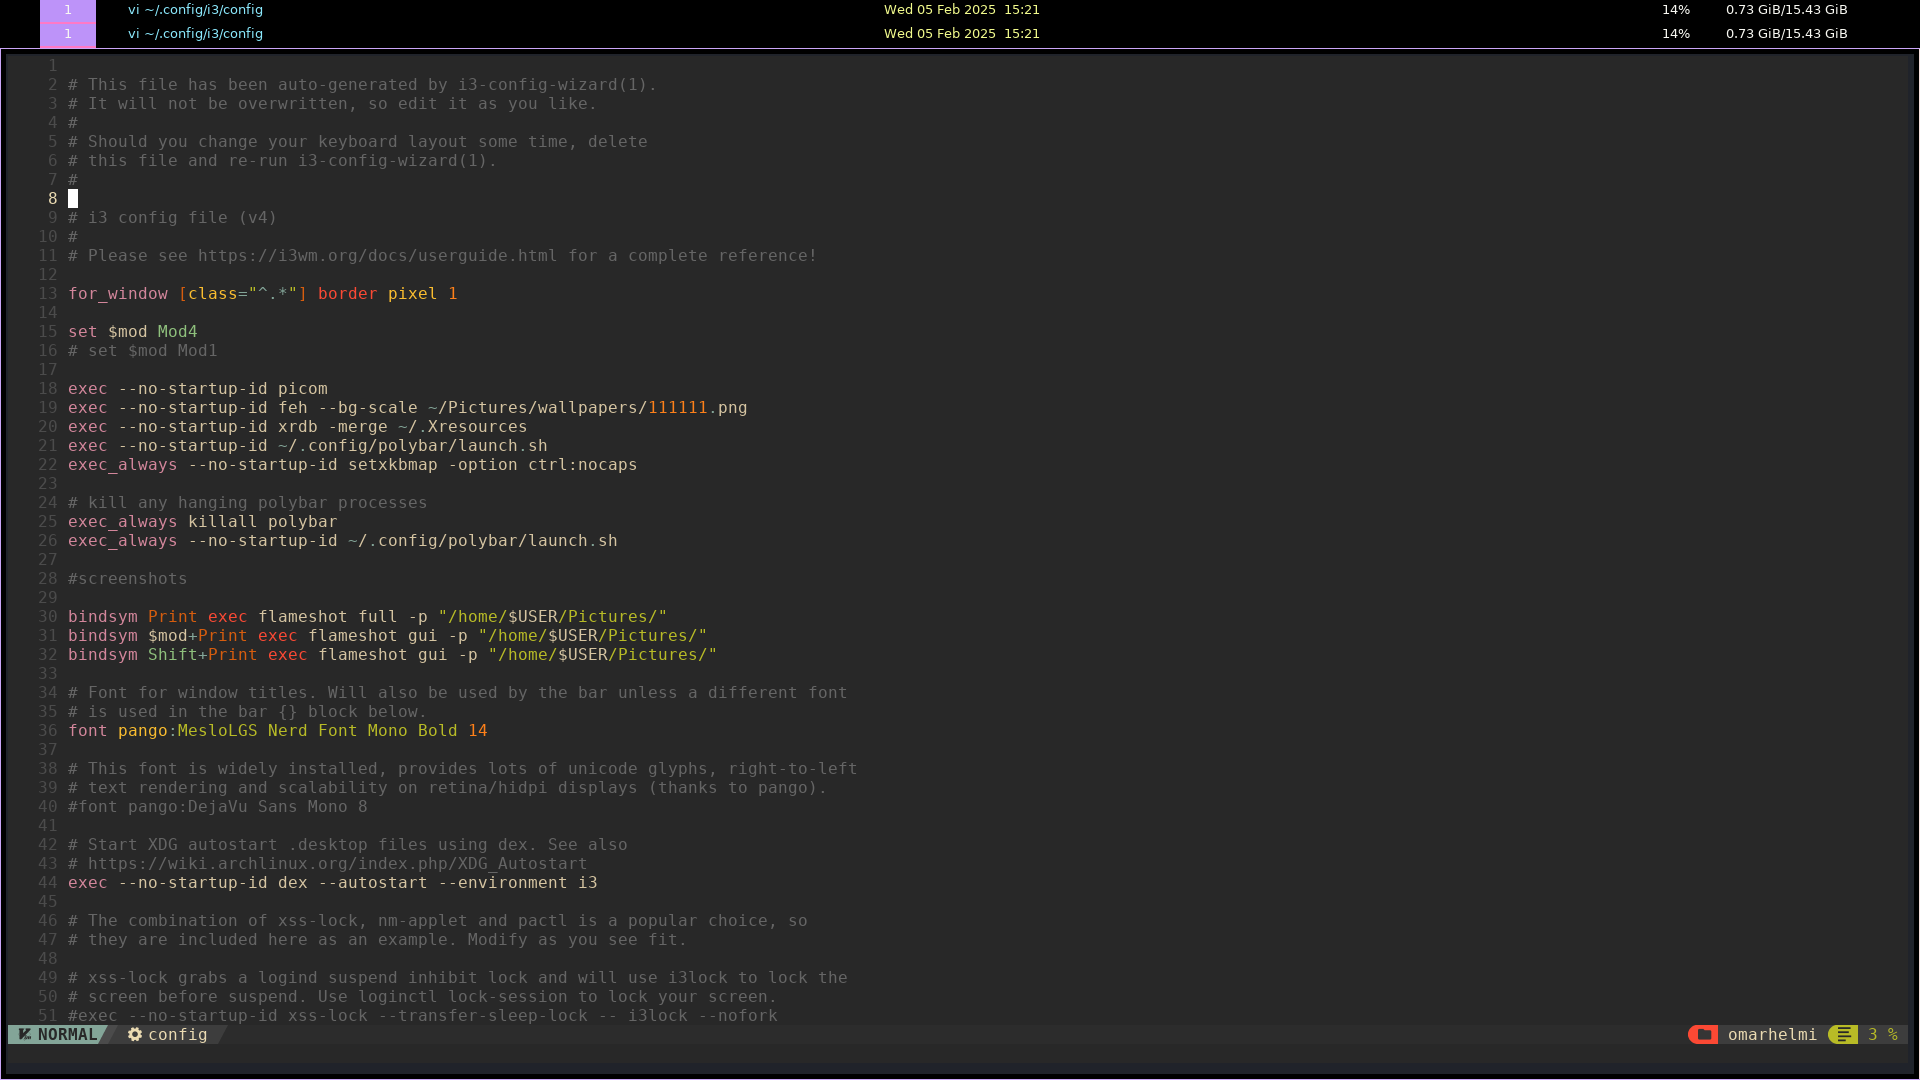 1 vi ~/.config/i3/config Wed 05 Feb 2025 15:21 14% 0.73 GiB/15.43 GiB
1 vi ~/.config/i3/config Wed 05 Feb 2025 15:21 14% 0.73 GiB/15.43 GiB
1
2 # This file has been auto-generated by i3-config-wizard(1).
3 # It will not be overwritten, so edit it as you like.
4 #
5 # Should you change your keyboard layout some time, delete
6 # this file and re-run i3-config-wizard(1).
7 #
8
9 # i3 config file (v4)
10 #
11 # Please see https://i3wm.org/docs/userguide.html for a complete reference!
12
13 for_window [class="^.*"] border pixel 1
14
15 set $mod Mod4
16 # set $mod Mod1
17
18 exec --no-startup-id picom
19 exec --no-startup-id feh --bg-scale ~/Pictures/wallpapers/111111.png
20 exec --no-startup-id xrdb -merge ~/.Xresources
21 exec --no-startup-id ~/.config/polybar/launch.sh
22 exec_always --no-startup-id setxkbmap -option ctrl:nocaps
23
24 # kill any hanging polybar processes
25 exec_always killall polybar
26 exec_always --no-startup-id ~/.config/polybar/launch.sh
27
28 #screenshots
29
30 bindsym Print exec flameshot full -p "/home/$USER/Pictures/"
31 bindsym $mod+Print exec flameshot gui -p "/home/$USER/Pictures/"
32 bindsym Shift+Print exec flameshot gui -p "/home/$USER/Pictures/"
33
34 # Font for window titles. Will also be used by the bar unless a different font
35 # is used in the bar {} block below.
36 font pango:MesloLGS Nerd Font Mono Bold 14
37
38 # This font is widely installed, provides lots of unicode glyphs, right-to-left
39 # text rendering and scalability on retina/hidpi displays (thanks to pango).
40 #font pango:DejaVu Sans Mono 8
41
42 # Start XDG autostart .desktop files using dex. See also
43 # https://wiki.archlinux.org/index.php/XDG_Autostart
44 exec --no-startup-id dex --autostart --environment i3
45
46 # The combination of xss-lock, nm-applet and pactl is a popular choice, so
47 # they are included here as an example. Modify as you see fit.
48
49 # xss-lock grabs a logind suspend inhibit lock and will use i3lock to lock the
50 # screen before suspend. Use loginctl lock-session to lock your screen.
51 #exec --no-startup-id xss-lock --transfer-sleep-lock -- i3lock --nofork
NORMAL config omarhelmi 3 %